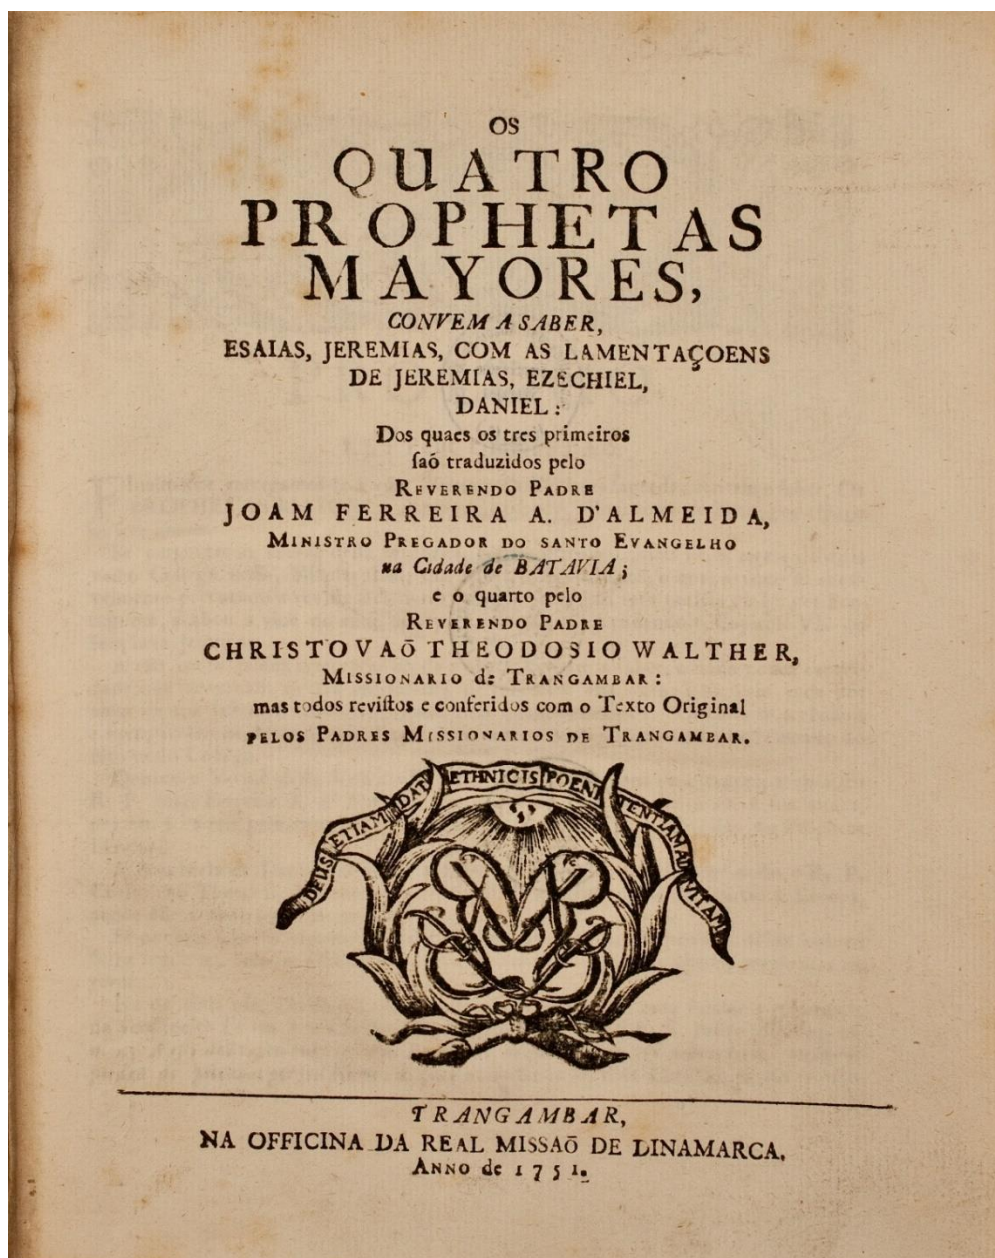 OS
QUATRO
PROPHETAS
MAYORES,
CONVEM A SABER,
ESAIAS, JEREMIAS, COM AS LAMENTAÇOENS
DE JEREMIAS, EZECHIEL,
DANIEL:
Dos quaes os tres primeiros
ſaõ traduzidos pelo
REVERENDO PADRE
JOAM FERREIRA A. D'ALMEIDA,
MINISTRO PREGADOR DO SANTO EVANGELHO
na Cidade de BATAVIA;
e o quarto pelo
REVERENDO PADRE
CHRISTOVAÕ THEODOSIO WALTHER,
MISSIONARIO de TRANGAMBAR:
mas todos reviſtos e conferidos com o Texto Original
PELOS PADRES MISSIONARIOS DE TRANGAMBAR.
DEUS ETIAM DAT ETHNICIS POENITENTIAM AD VITAM
TRANGAMBAR,
NA OFFICINA DA REAL MISSAÕ DE DINAMARCA.
ANNO de 1751.